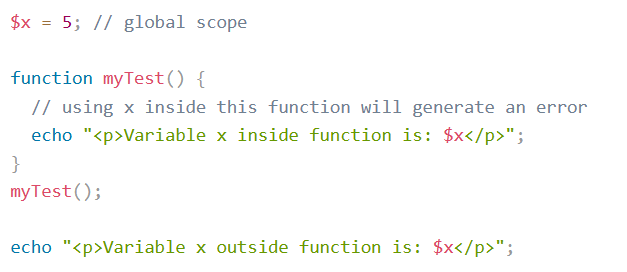 $x = 5; // global scope
function myTest() {
// using x inside this function will generate an error
echo "<p>Variable x inside function is: $x</p>";
}
myTest();
echo "<p>Variable x outside function is: $x</p>";